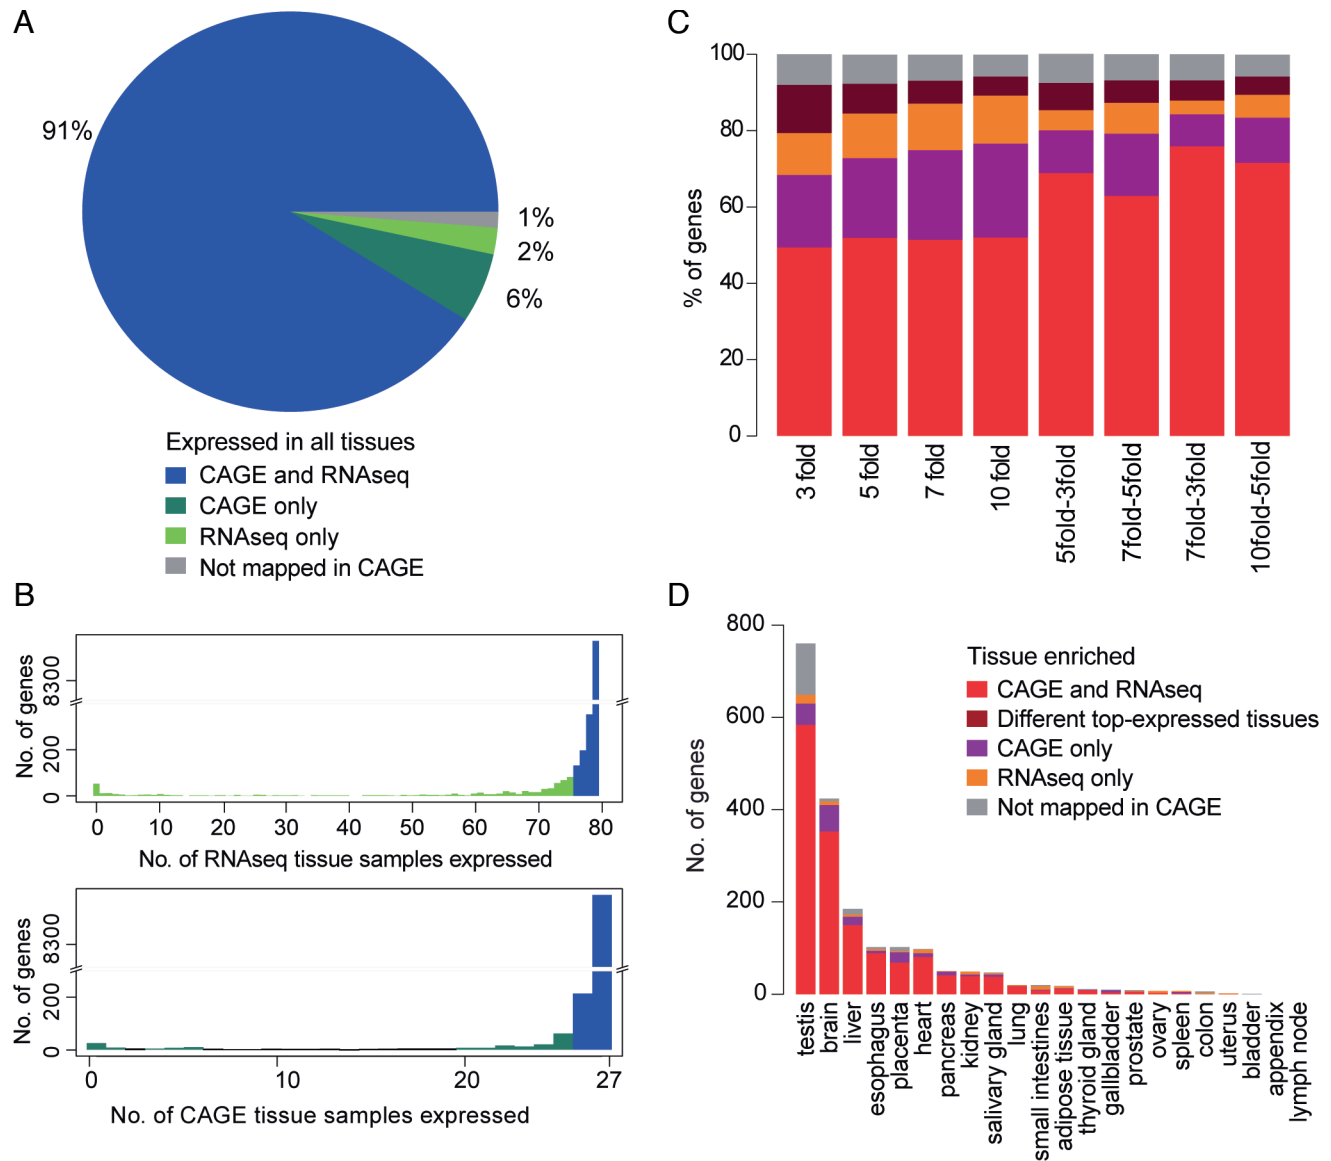 A
91%
1%
2%
6%
Expressed in all tissues
CAGE and RNAseq
CAGE only
RNAseq only
Not mapped in CAGE
B
No. of genes
8300
200
0
0 10 20 30 40 50 60 70 80
No. of RNAseq tissue samples expressed
No. of genes
8300
200
0
0 10 20 27
No. of CAGE tissue samples expressed
C
% of genes
100
80
60
40
20
0
3 fold
5 fold
7 fold
10 fold
5fold-3fold
7fold-5fold
7fold-3fold
10fold-5fold
D
No. of genes
800
600
400
200
0
Tissue enriched
CAGE and RNAseq
Different top-expressed tissues
CAGE only
RNAseq only
Not mapped in CAGE
testis
brain
liver
esophagus
placenta
heart
pancreas
kidney
salivary gland
lung
small intestines
adipose tissue
thyroid gland
gallbladder
prostate
ovary
spleen
colon
uterus
bladder
appendix
lymph node